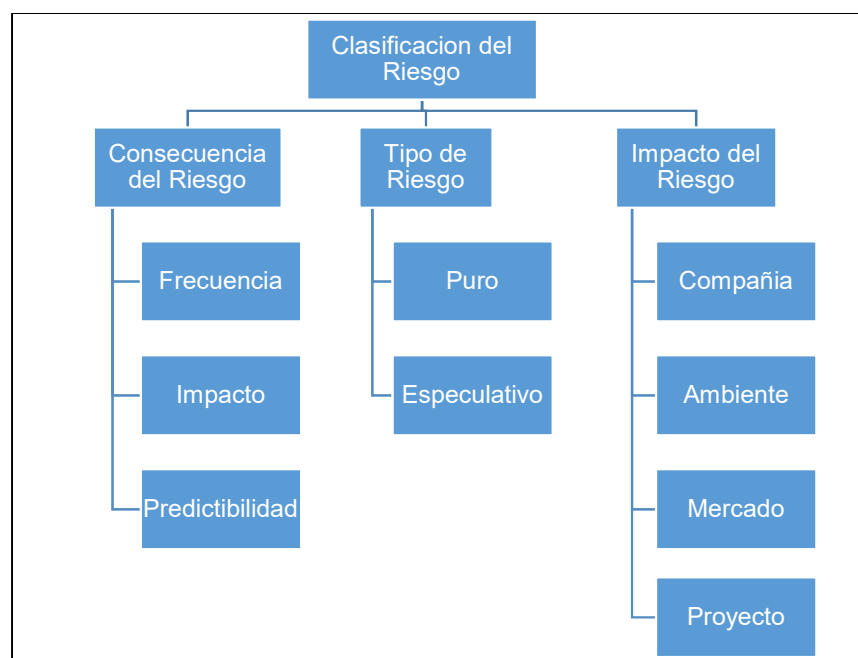 Clasificacion del
Riesgo
Consecuencia
del Riesgo
Frecuencia
Impacto
Predictibilidad
Tipo de
Riesgo
Puro
Especulativo
Impacto del
Riesgo
Compañia
Ambiente
Mercado
Proyecto